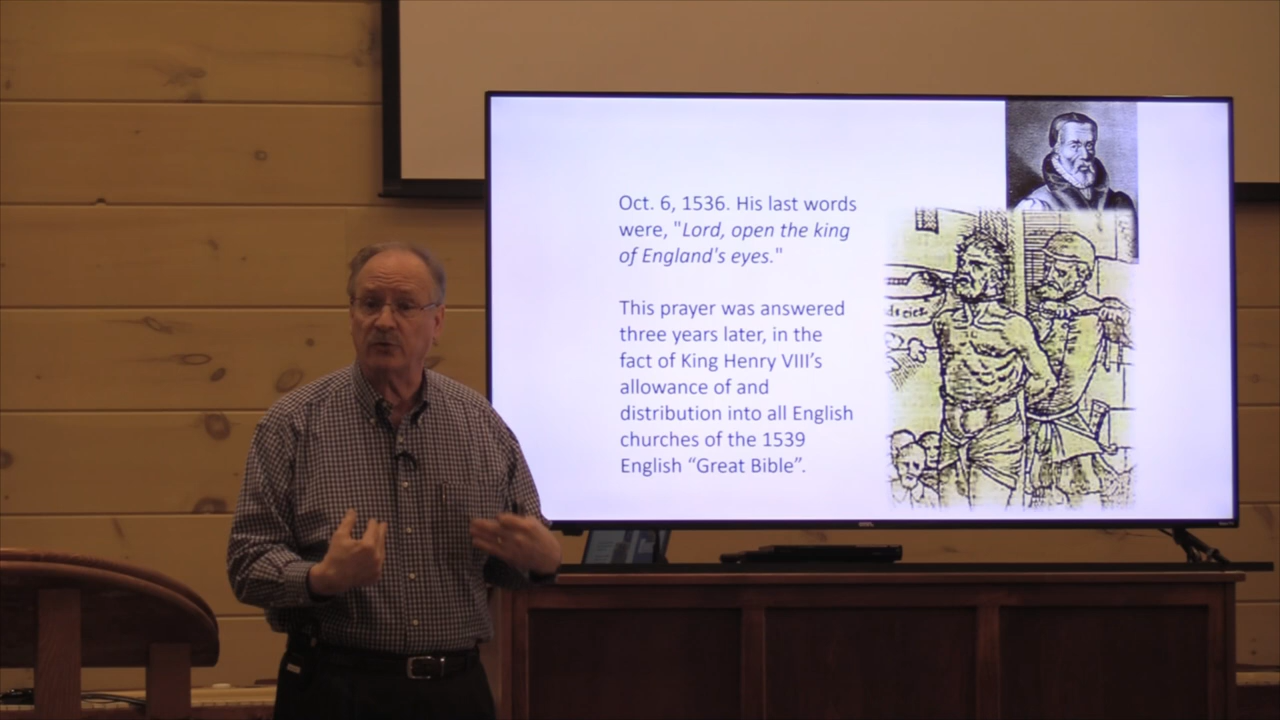 Oct. 6, 1536. His last words
were, "Lord, open the king
of England's eyes."
This prayer was answered
three years later, in the
fact of King Henry VIII’s
allowance of and
distribution into all English
churches of the 1539
English “Great Bible”.